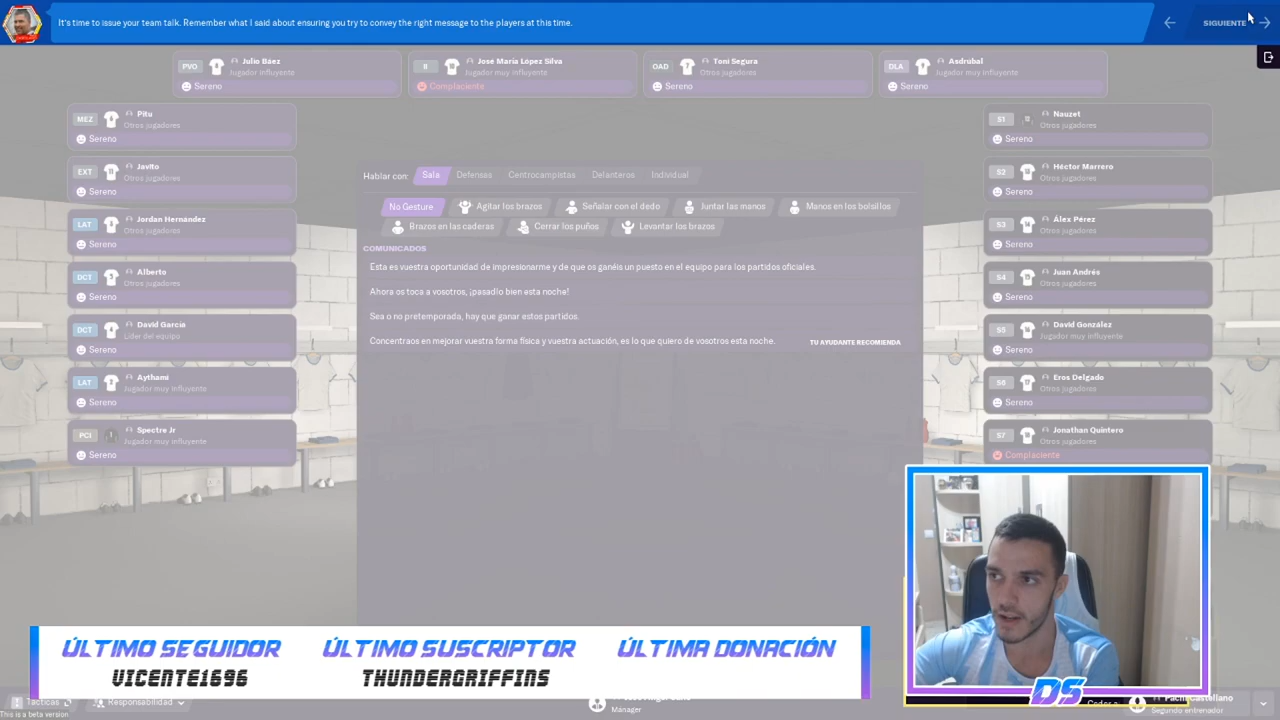 It's time to issue your team talk. Remember what I said about ensuring you try to convey the right message to the players at this time.
SIGUIENTE
PVO Julio Báez
Jugador influyente
Sereno
II José María López Silva
Jugador muy influyente
Complaciente
OAD Toni Segura
Otros jugadores
Sereno
DLA Asdrúbal
Jugador muy influyente
Sereno
MEZ Pitu
Otros jugadores
Sereno
EXT Javito
Otros jugadores
Sereno
LAT Jordan Hernández
Otros jugadores
Sereno
DCT Alberto
Otros jugadores
Sereno
DCT David García
Líder del equipo
Sereno
LAT Aythami
Jugador muy influyente
Sereno
PCI Spectre Jr
Jugador muy influyente
Sereno
Hablar con: Sala Defensas Centrocampistas Delanteros Individual
No Gesture Agitar los brazos Señalar con el dedo Juntar las manos Manos en los bolsillos
Brazos en las caderas Cerrar los puños Levantar los brazos
COMUNICADOS
Esta es vuestra oportunidad de impresionarme y de que os ganéis un puesto en el equipo para los partidos oficiales.
Ahora os toca a vosotros, ¡pasadlo bien esta noche!
Sea o no pretemporada, hay que ganar estos partidos.
Concentraos en mejorar vuestra forma física y vuestra actuación, es lo que quiero de vosotros esta noche. TU AYUDANTE RECOMIENDA
S1 Nauzet
Otros jugadores
Sereno
S2 Héctor Marrero
Otros jugadores
Sereno
S3 Álex Pérez
Otros jugadores
Sereno
S4 Juan Andrés
Otros jugadores
Sereno
S5 David González
Jugador muy influyente
Sereno
S6 Eros Delgado
Otros jugadores
Sereno
S7 Jonathan Quintero
Otros jugadores
Complaciente
ÚLTIMO SEGUIDOR ÚLTIMO SUSCRIPTOR ÚLTIMA DONACIÓN
VICENTE1696 THUNDERGRIFFINS
DS
Tácticas Responsabilidad
Manager
Castellano
Segundo entrenador
This is a beta version